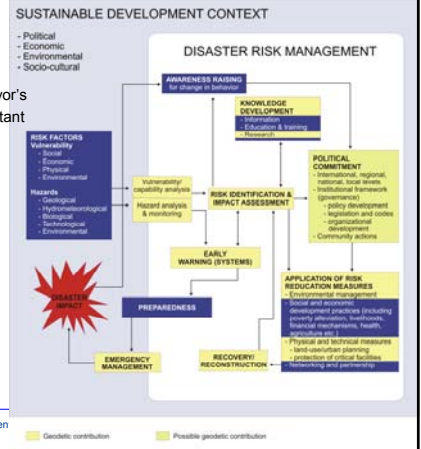 SUSTAINABLE DEVELOPMENT CONTEXT
- Political
- Economic
- Environmental
- Socio-cultural
vor's
tant
DISASTER RISK MANAGEMENT
AWARENESS RAISING
for change in behavior
KNOWLEDGE
DEVELOPMENT
- Information
- Education & training
- Research
RISK FACTORS
Vulnerability
- Social
- Economic
- Physical
- Environmental
Hazards
- Geological
- Hydrometeorological
- Biological
- Technological
- Environmental
Vulnerability/
capability analysis
Hazard analysis
& monitoring
RISK IDENTIFICATION &
IMPACT ASSESSMENT
POLITICAL
COMMITMENT
- International, regional,
national, local levels
- Institutional framework
(governance)
- policy development
- legislation and codes
- organizational
development
- Community actions
EARLY
WARNING (SYSTEMS)
DISASTER
IMPACT
PREPAREDNESS
APPLICATION OF RISK
REDUCATION MEASURES
- Environmental management
- Social and economic
development practices (including
poverty alleviation, livelihoods,
financial mechanisms, health,
agriculture etc.)
- Physical and technical measures
- land-use/urban planning
- protection of critical facilities
- Networking and partnership
EMERGENCY
MANAGEMENT
RECOVERY/
RECONSTRUCTION
en
Geodetic contribution
Possible geodetic contribution